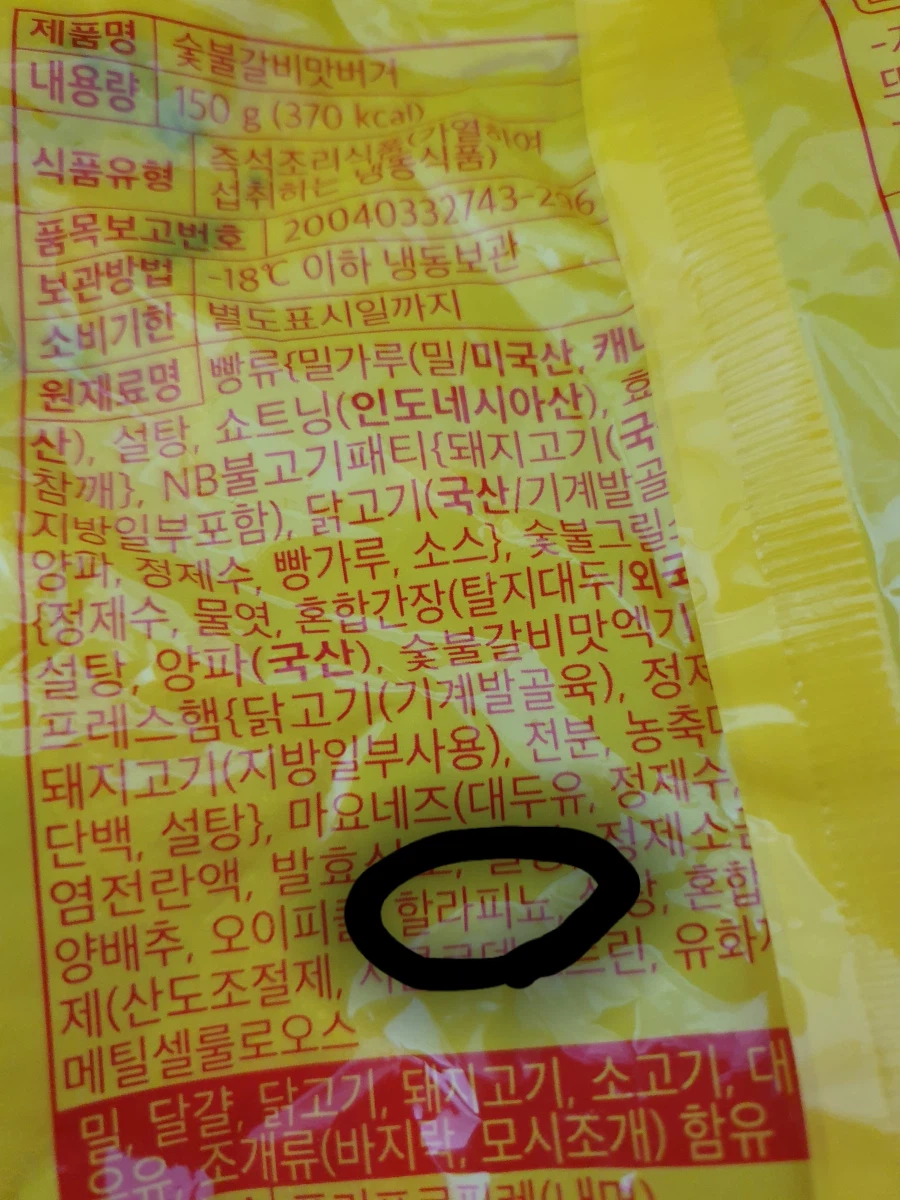 제품명 숯불갈비맛버거
내용량 150 g (370 kcal)
식품유형 즉석조리식품(가열하여
섭취하는 냉동식품)
품목보고번호
보관방법 -18℃ 이하 냉동보관
소비기한 별도표시일까지
원재료명 빵류{밀가루(밀/미국산, 캐나
산), 설탕, 쇼트닝(인도네시아산), 효
참깨}, NB불고기패티{돼지고기(국
지방일부포함), 닭고기(국산/기계발골
양파, 정제수, 빵가루, 소스}, 숯불그릴
{정제수, 물엿, 혼합간장(탈지대두/외국
설탕, 양파(국산), 숯불갈비맛엑기
프레스햄{닭고기(기계발골육), 정제
돼지고기(지방일부사용), 전분, 농축
단백, 설탕}, 마요네즈(대두유, 정제수,
염전란액, 정제소금
양배추, 할라피뇨, 혼합
제(산도조절제, 유화
메틸셀룰로오스
밀, 달걀, 닭고기, 돼지고기, 소고기, 대
우유, 조개류(바지락, 모시조개) 함유